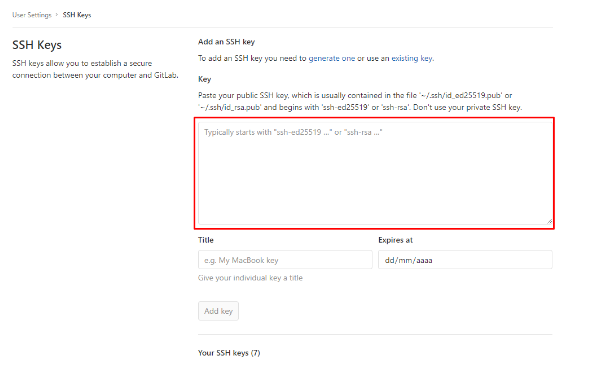 User Settings > SSH Keys
SSH Keys
SSH keys allow you to establish a secure
connection between your computer and GitLab.
Add an SSH key
To add an SSH key you need to generate one or use an existing key.
Key
Paste your public SSH key, which is usually contained in the file '~/.ssh/id_ed25519.pub' or
'~/.ssh/id_rsa.pub' and begins with 'ssh-ed25519' or 'ssh-rsa'. Don't use your private SSH key.
Typically starts with "ssh-ed25519 ..." or "ssh-rsa ..."
Title
Expires at
e.g. My MacBook key
dd/mm/aaaa
Give your individual key a title
Add key
Your SSH keys (7)